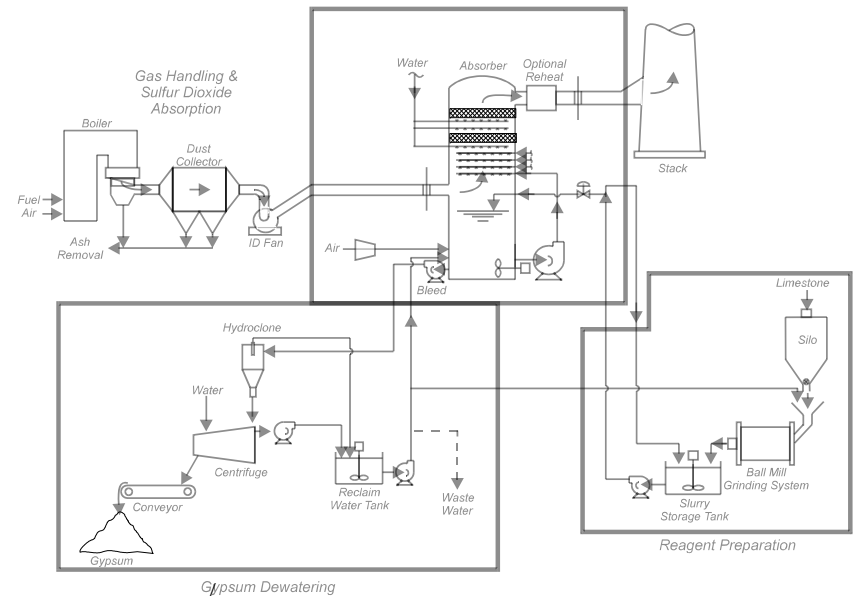 Gas Handling &
Sulfur Dioxide
Absorption
Water
Absorber
Optional
Reheat
Boiler
Dust
Collector
Stack
Fuel
Air
ID Fan
Ash
Removal
Air
Bleed
Limestone
Silo
Hydroclone
Water
Centrifuge
Ball Mill
Grinding System
Reclaim
Water Tank
Waste
Water
Conveyor
Slurry
Storage Tank
Gypsum
Reagent Preparation
Gypsum Dewatering